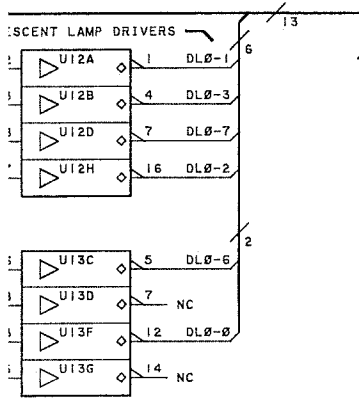 13
ESCENT LAMP DRIVERS
6
U12A 1 DLØ-1
U12B 4 DLØ-3
U12D 7 DLØ-7
U12H 16 DLØ-2
2
U13C 5 DLØ-6
U13D 7 NC
U13F 12 DLØ-Ø
U13G 14 NC